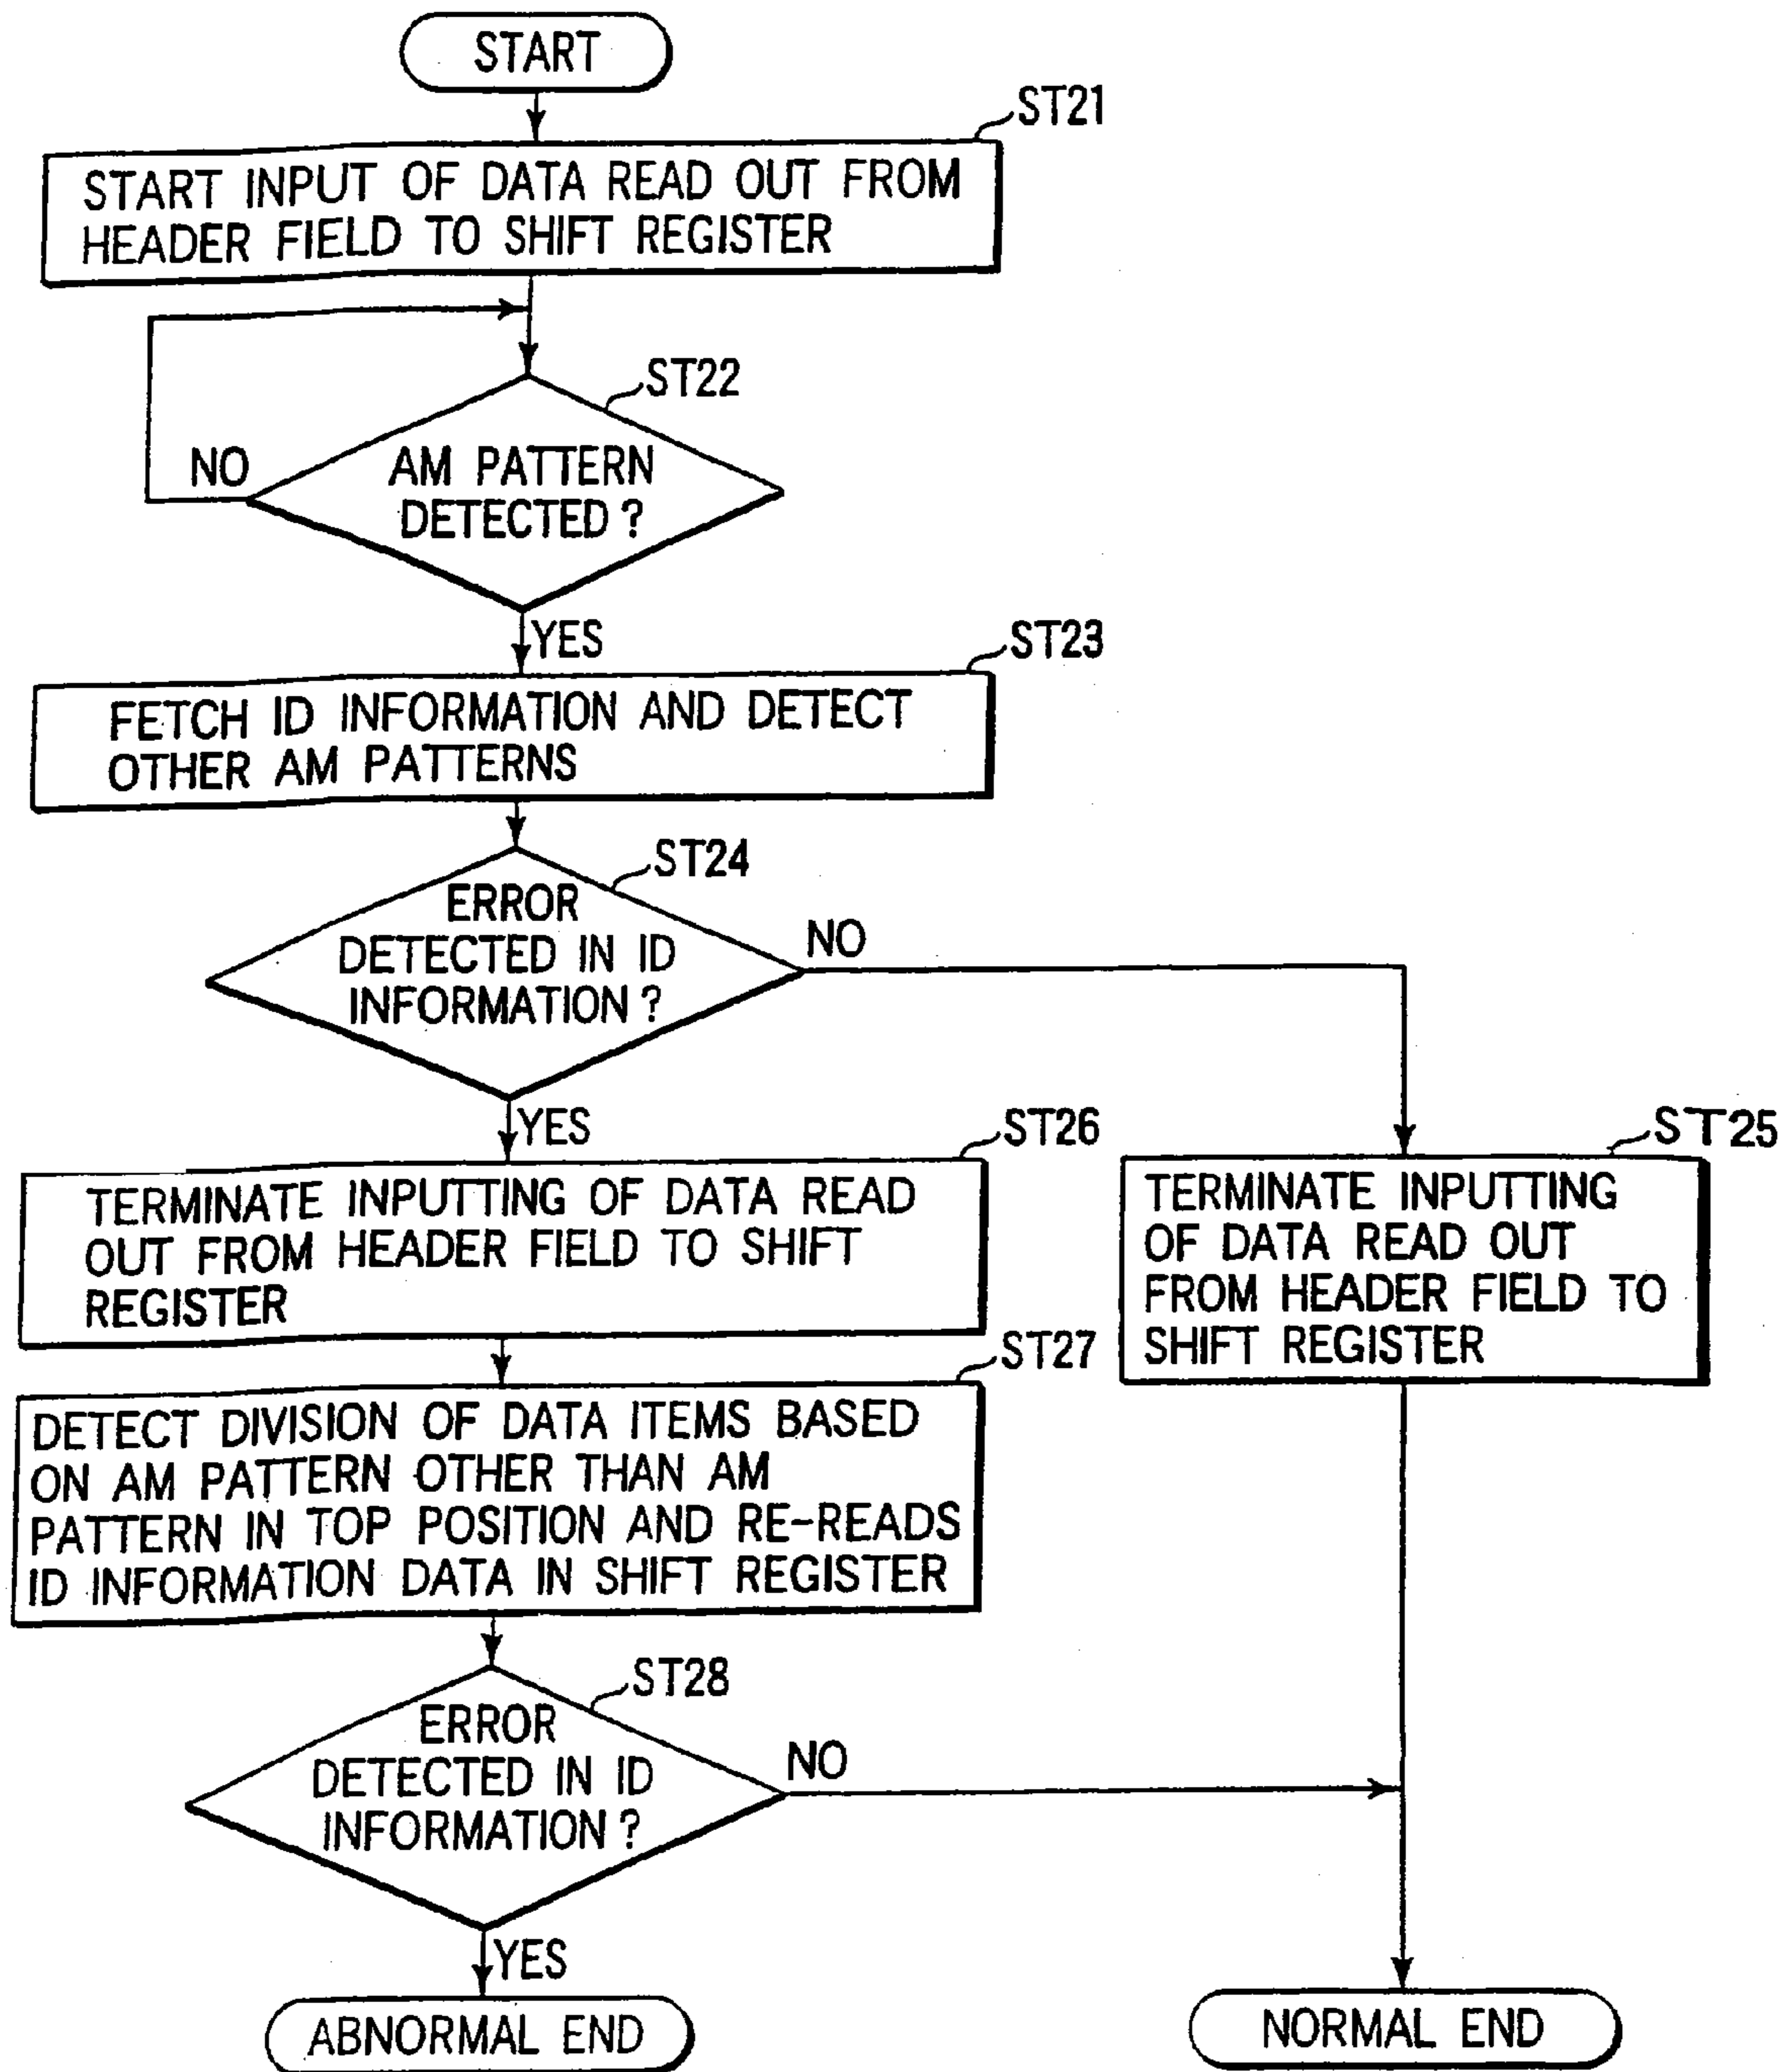 START
ST21
START INPUT OF DATA READ OUT FROM
HEADER FIELD TO SHIFT REGISTER
ST22
NO
AM PATTERN
DETECTED?
YES
ST23
FETCH ID INFORMATION AND DETECT
OTHER AM PATTERNS
ST24
ERROR
DETECTED IN ID
INFORMATION?
NO
YES
ST26
TERMINATE INPUTTING OF DATA READ
OUT FROM HEADER FIELD TO SHIFT
REGISTER
ST25
TERMINATE INPUTTING
OF DATA READ OUT
FROM HEADER FIELD TO
SHIFT REGISTER
ST27
DETECT DIVISION OF DATA ITEMS BASED
ON AM PATTERN OTHER THAN AM
PATTERN IN TOP POSITION AND RE-READS
ID INFORMATION DATA IN SHIFT REGISTER
ST28
ERROR
DETECTED IN ID
INFORMATION?
NO
YES
ABNORMAL END
NORMAL END